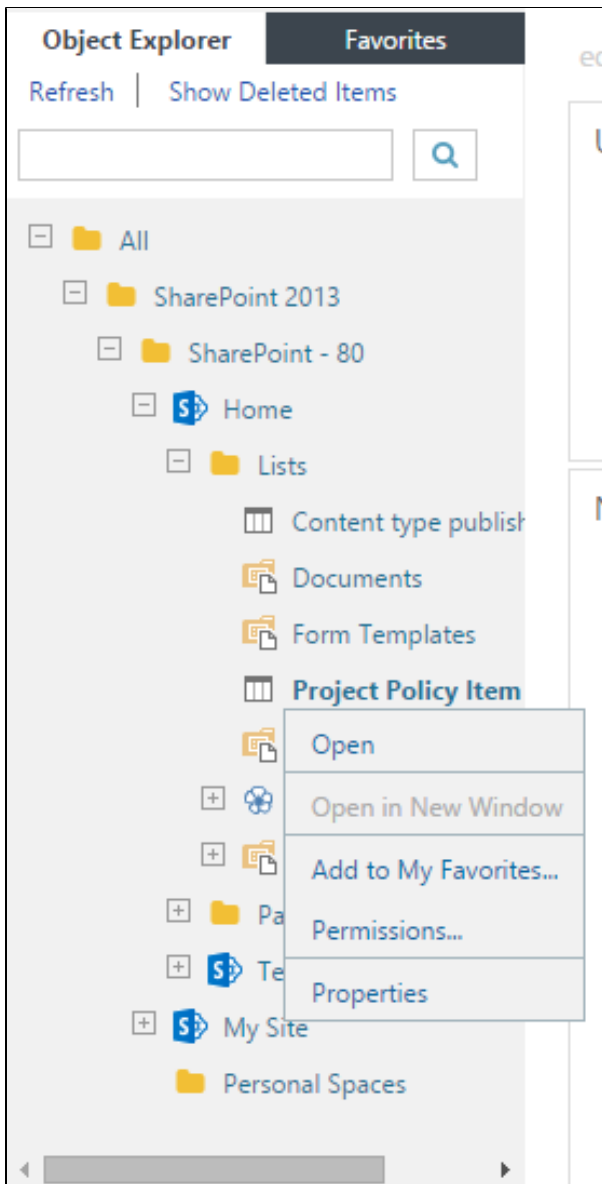 Object Explorer Favorites
Refresh Show Deleted Items
All
SharePoint 2013
SharePoint - 80
Home
Lists
Content type publish
Documents
Form Templates
Project Policy Item
Open
Open in New Window
Add to My Favorites...
Pa
Permissions...
Te
Properties
My Site
Personal Spaces